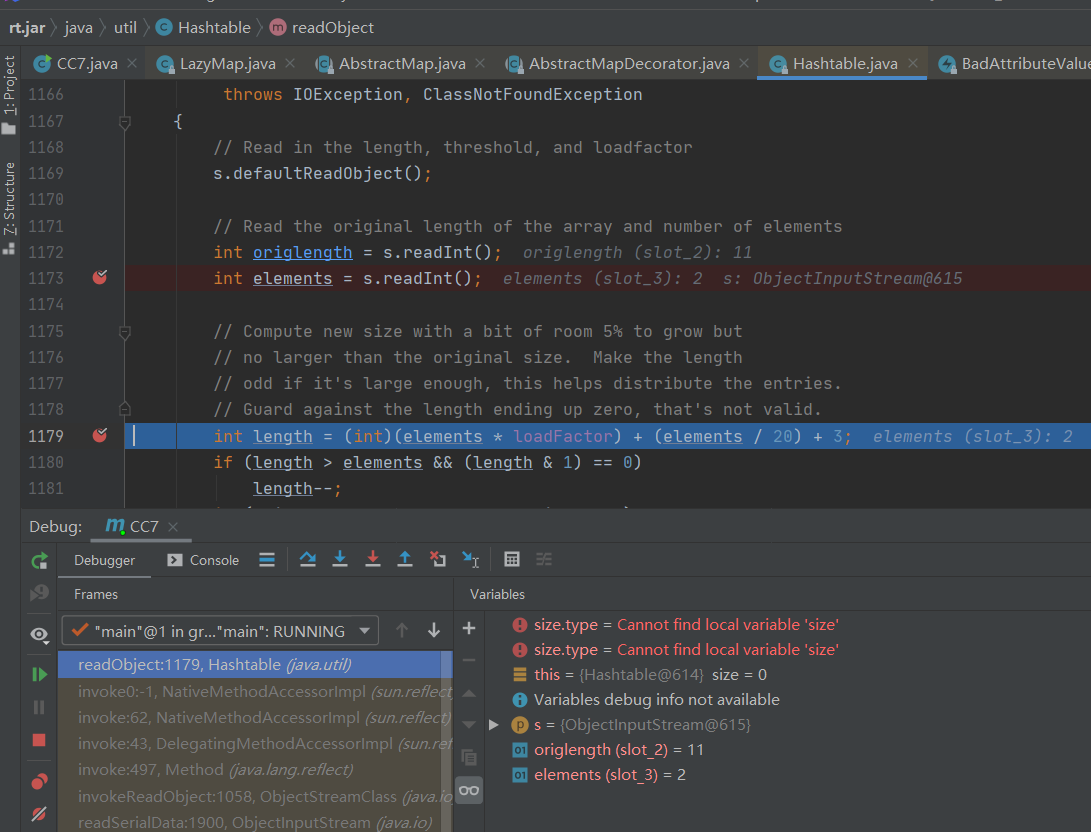 rt.jar java util Hashtable readObject
CC7.java LazyMap.java AbstractMap.java AbstractMapDecorator.java Hashtable.java BadAttributeValue
1: Project
Z: Structure
1166 throws IOException, ClassNotFoundException
1167 {
1168 // Read in the length, threshold, and loadfactor
1169 s.defaultReadObject();
1170
1171 // Read the original length of the array and number of elements
1172 int origlength = s.readInt(); origlength (slot_2): 11
1173 int elements = s.readInt(); elements (slot_3): 2 s: ObjectInputStream@615
1174
1175 // Compute new size with a bit of room 5% to grow but
1176 // no larger than the original size. Make the length
1177 // odd if it's large enough, this helps distribute the entries.
1178 // Guard against the length ending up zero, that's not valid.
1179 int length = (int)(elements * loadFactor) + (elements / 20) + 3; elements (slot_3): 2
1180 if (length > elements && (length & 1) == 0)
1181 length--;
Debug: CC7
Debugger Console
Frames
"main"@1 in gr..."main": RUNNING
readObject:1179, Hashtable (java.util)
invoke0:-1, NativeMethodAccessorImpl (sun.reflect
invoke:62, NativeMethodAccessorImpl (sun.reflect)
invoke:43, DelegatingMethodAccessorImpl (sun.ref
invoke:497, Method (java.lang.reflect)
invokeReadObject:1058, ObjectStreamClass (java.io
readSerialData:1900, ObjectInputStream (java.io)
Variables
size.type = Cannot find local variable 'size'
size.type = Cannot find local variable 'size'
this = {Hashtable@614} size = 0
Variables debug info not available
s = {ObjectInputStream@615}
origlength (slot_2) = 11
elements (slot_3) = 2